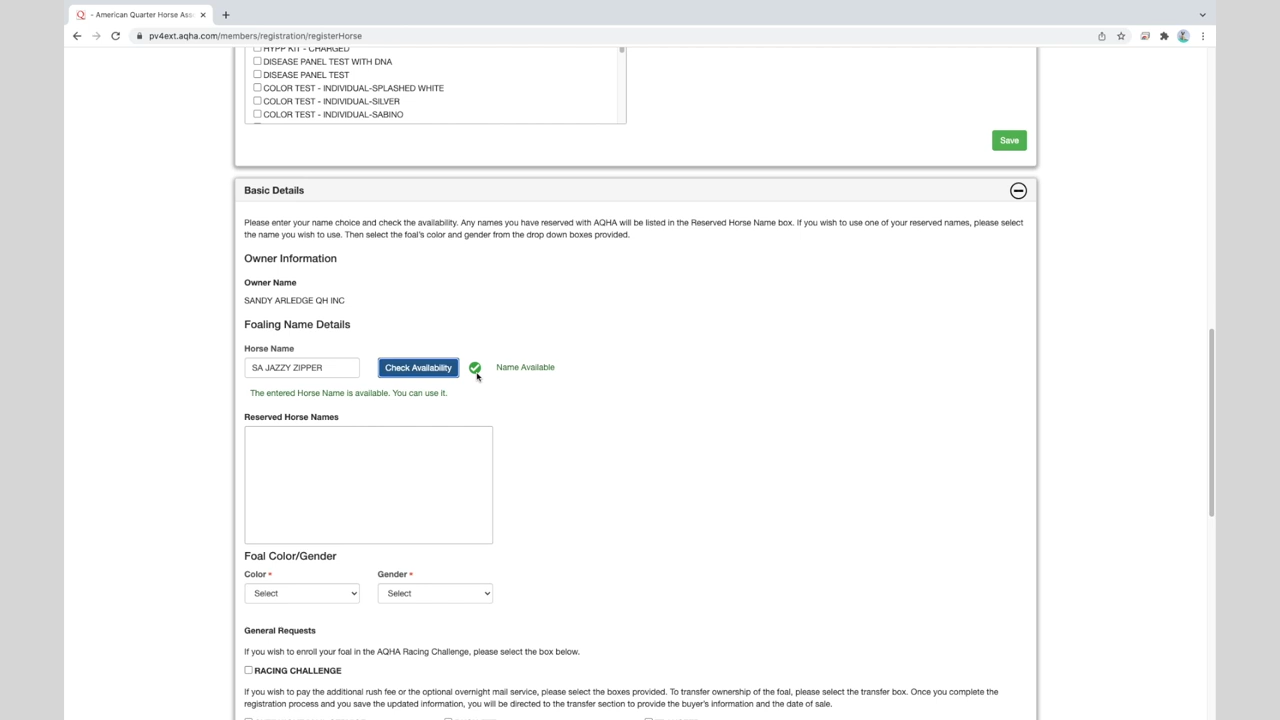 - American Quarter Horse Ass
pv4ext.aqha.com/members/registration/registerHorse
HYPP KIT - CHARGED
DISEASE PANEL TEST WITH DNA
DISEASE PANEL TEST
COLOR TEST - INDIVIDUAL-SPLASHED WHITE
COLOR TEST - INDIVIDUAL-SILVER
COLOR TEST - INDIVIDUAL-SABINO
Save
Basic Details
Please enter your name choice and check the availability. Any names you have reserved with AQHA will be listed in the Reserved Horse Name box. If you wish to use one of your reserved names, please select
the name you wish to use. Then select the foal's color and gender from the drop down boxes provided.
Owner Information
Owner Name
SANDY ARLEDGE QH INC
Foaling Name Details
Horse Name
SA JAZZY ZIPPER Check Availability Name Available
The entered Horse Name is available. You can use it.
Reserved Horse Names
Foal Color/Gender
Color * Gender *
Select Select
General Requests
If you wish to enroll your foal in the AQHA Racing Challenge, please select the box below.
RACING CHALLENGE
If you wish to pay the additional rush fee or the optional overnight mail service, please select the boxes provided. To transfer ownership of the foal, please select the transfer box. Once you complete the
registration process and you save the updated information, you will be directed to the transfer section to provide the buyer's information and the date of sale.